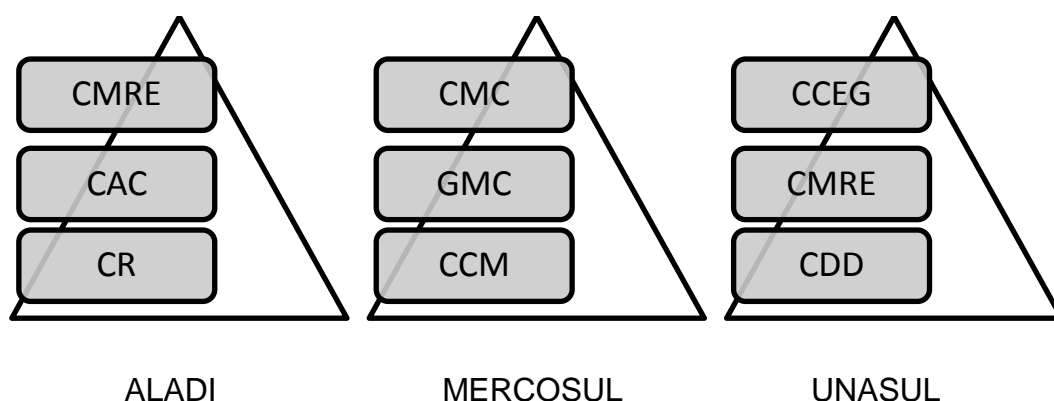 CMRE
CAC
CR
CMC
GMC
CCM
CCEG
CMRE
CDD
ALADI
MERCOSUL
UNASUL